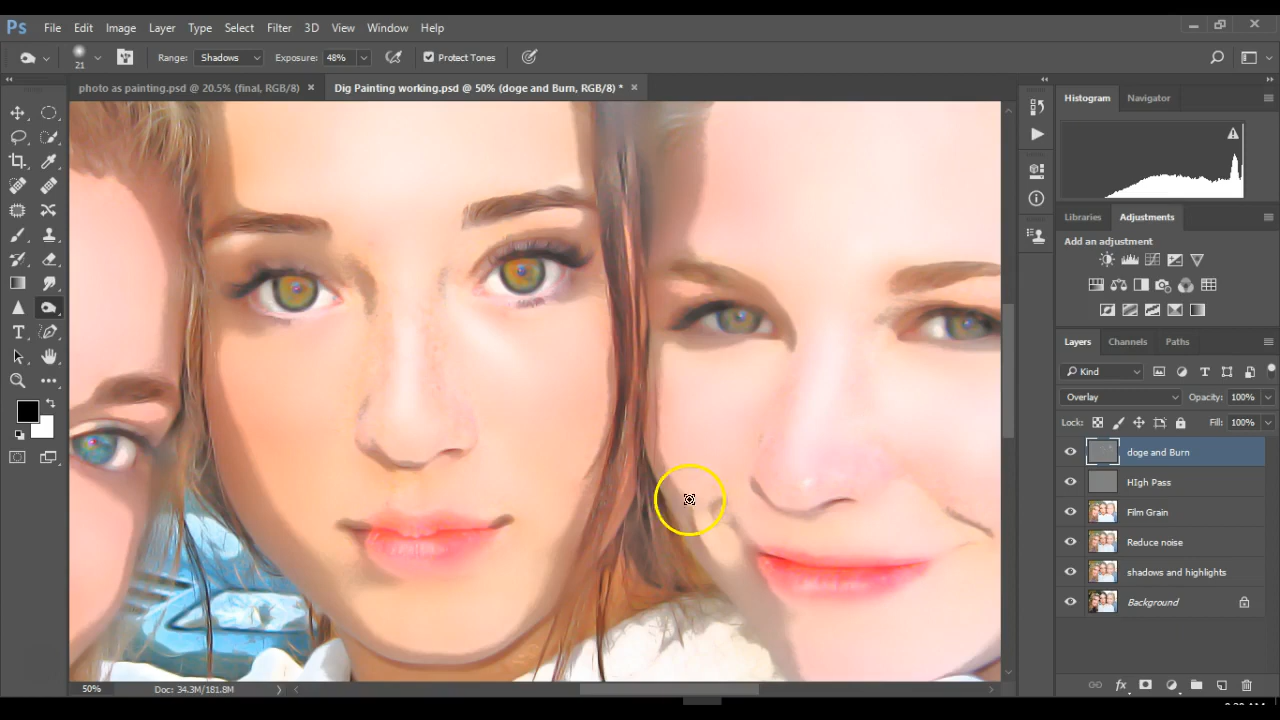 Ps File Edit Image Layer Type Select Filter 3D View Window Help
21 Range: Shadows Exposure: 48% Protect Tones
photo as painting.psd @ 20.5% (final, RGB/8) × Dig Painting working.psd @ 50% (doge and Burn, RGB/8) * ×
Histogram Navigator
Libraries Adjustments
Add an adjustment
Layers Channels Paths
Kind
Overlay Opacity: 100%
Lock: Fill: 100%
doge and Burn
HIgh Pass
Film Grain
Reduce noise
shadows and highlights
Background
50% Doc: 34.3M/181.8M